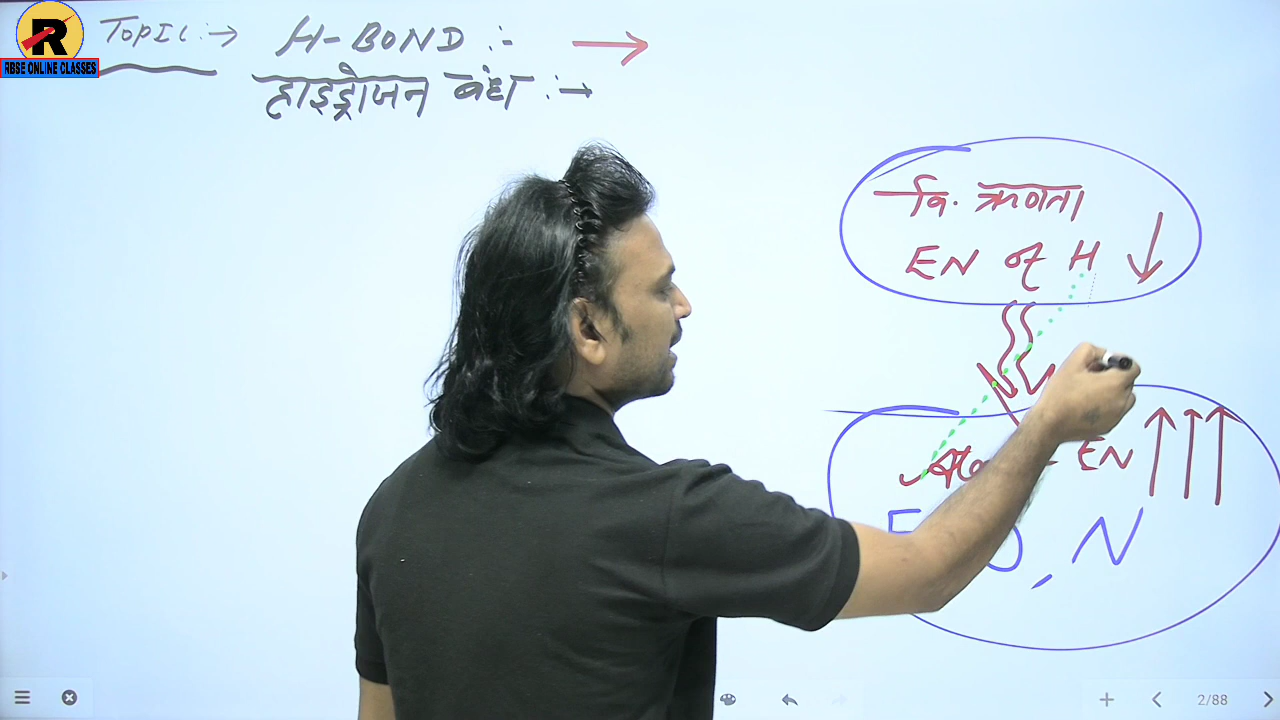 R
RBSE ONLINE CLASSES
TOPIC :→ H-BOND :- →
हाइड्रोजन बंध :→
वि. ऋणता
EN of H ↓
EN ↑↑↑
F, O, N
2/88